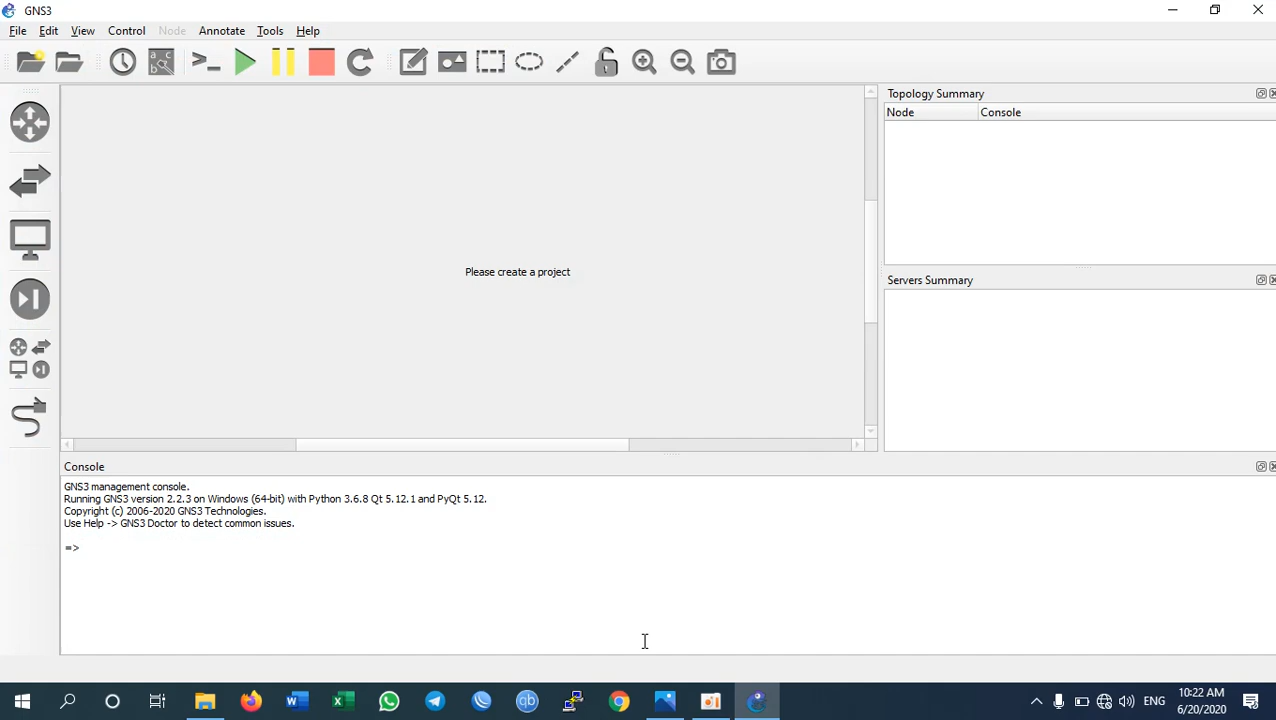 GNS3
File Edit View Control Node Annotate Tools Help
Topology Summary
Node Console
Please create a project
Servers Summary
Console
GNS3 management console.
Running GNS3 version 2.2.3 on Windows (64-bit) with Python 3.6.8 Qt 5.12.1 and PyQt 5.12.
Copyright (c) 2006-2020 GNS3 Technologies.
Use Help -> GNS3 Doctor to detect common issues.
=>
qb
ENG
10:22 AM
6/20/2020